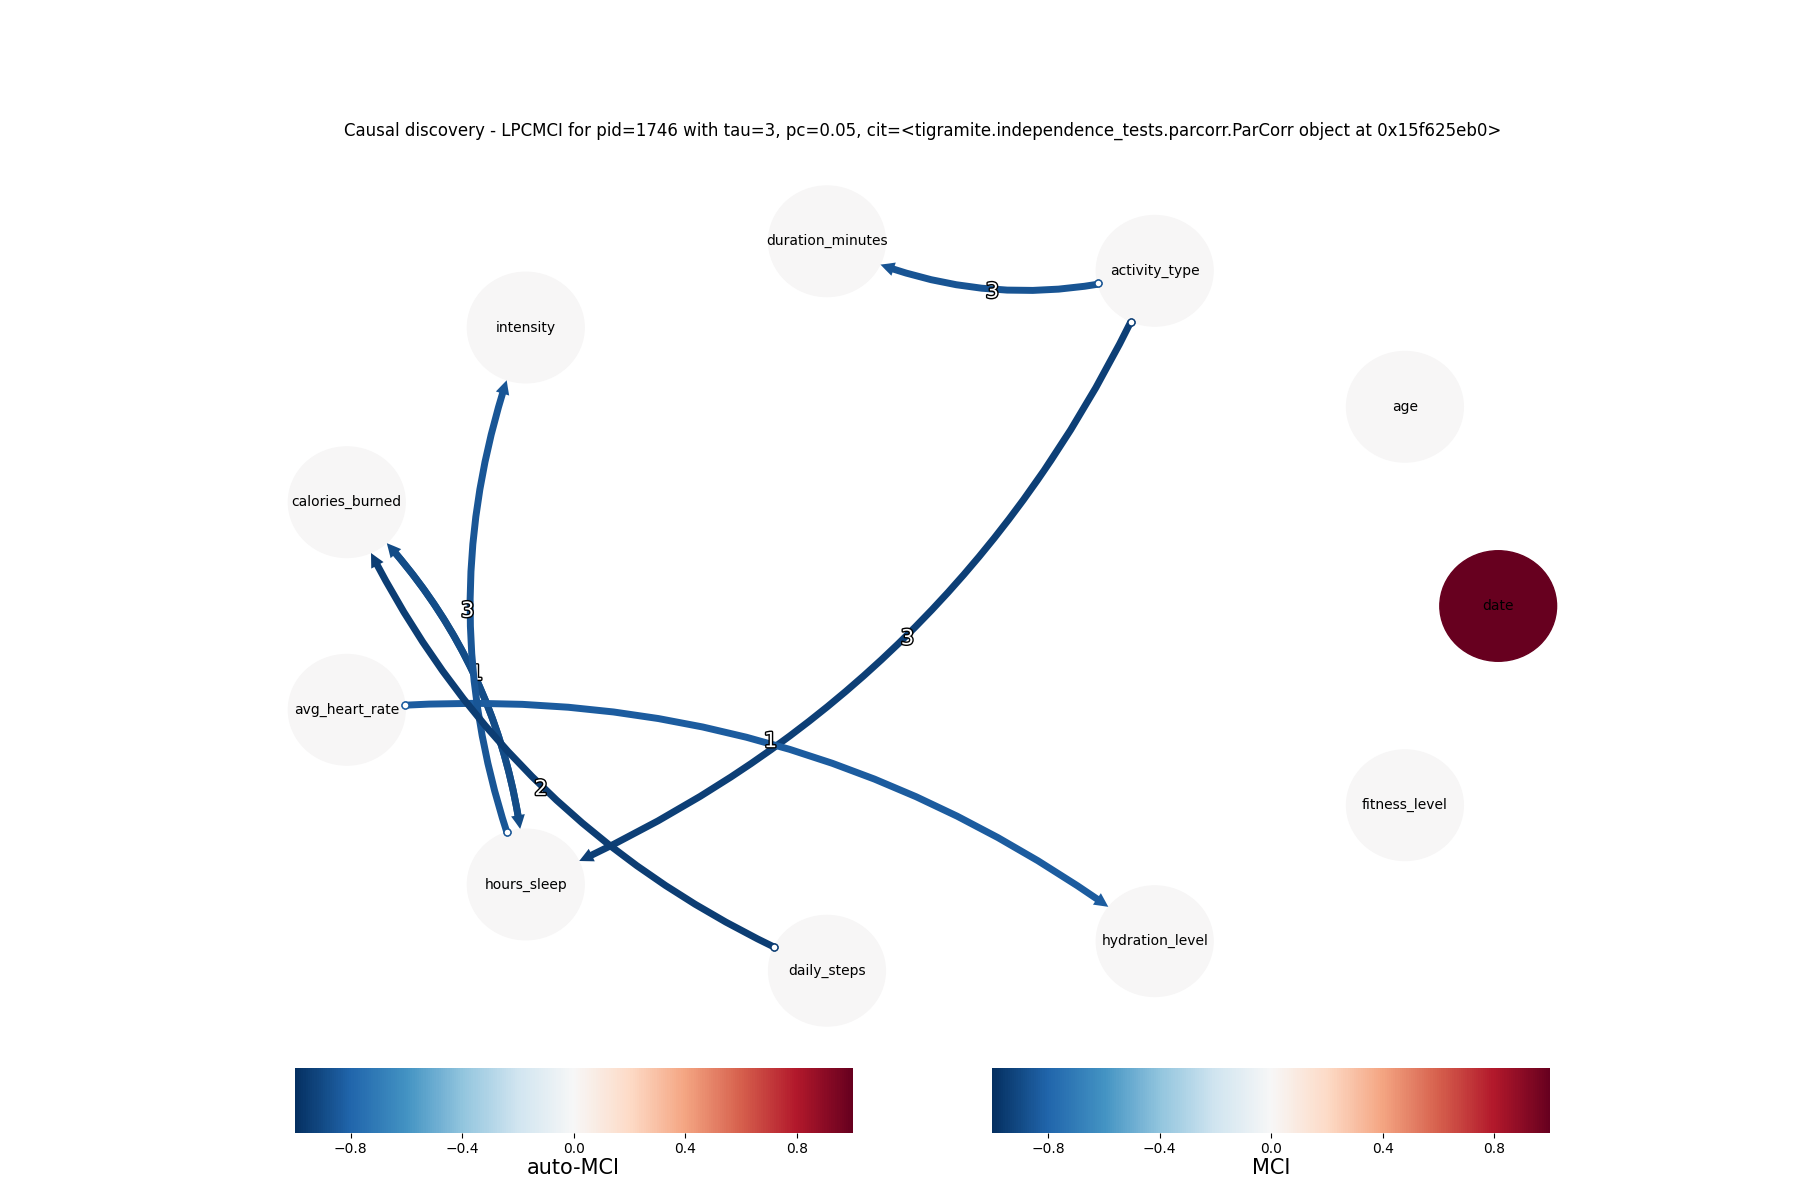 Causal discovery - LPCMCI for pid=1746 with tau=3, pc=0.05, cit=<tigramite.independence_tests.parcorr.ParCorr object at 0x15f625eb0>
duration_minutes
activity_type
3
intensity
age
calories_burned
date
3
3
1
avg_heart_rate
1
2
fitness_level
hours_sleep
hydration_level
daily_steps
−0.8 −0.4 0.0 0.4 0.8
auto-MCI
−0.8 −0.4 0.0 0.4 0.8
MCI